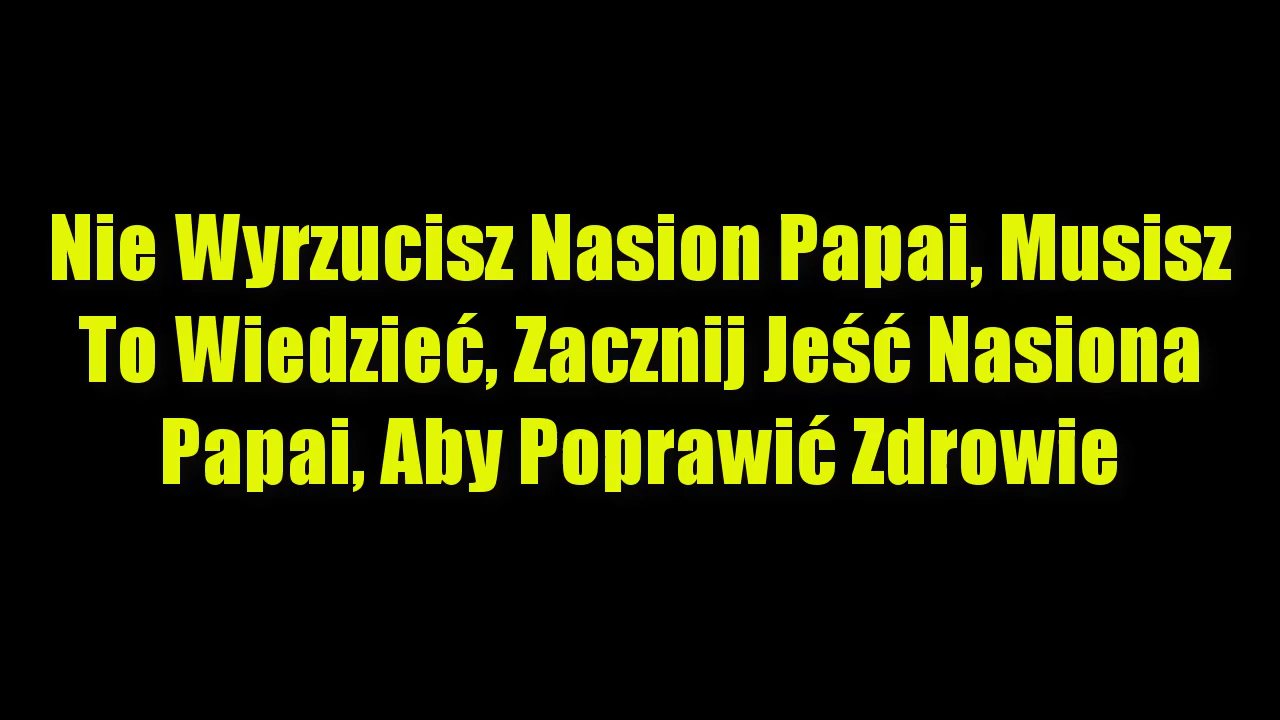 Nie Wyrzucisz Nasion Papai, Musisz
To Wiedzieć, Zacznij Jeść Nasiona
Papai, Aby Poprawić Zdrowie